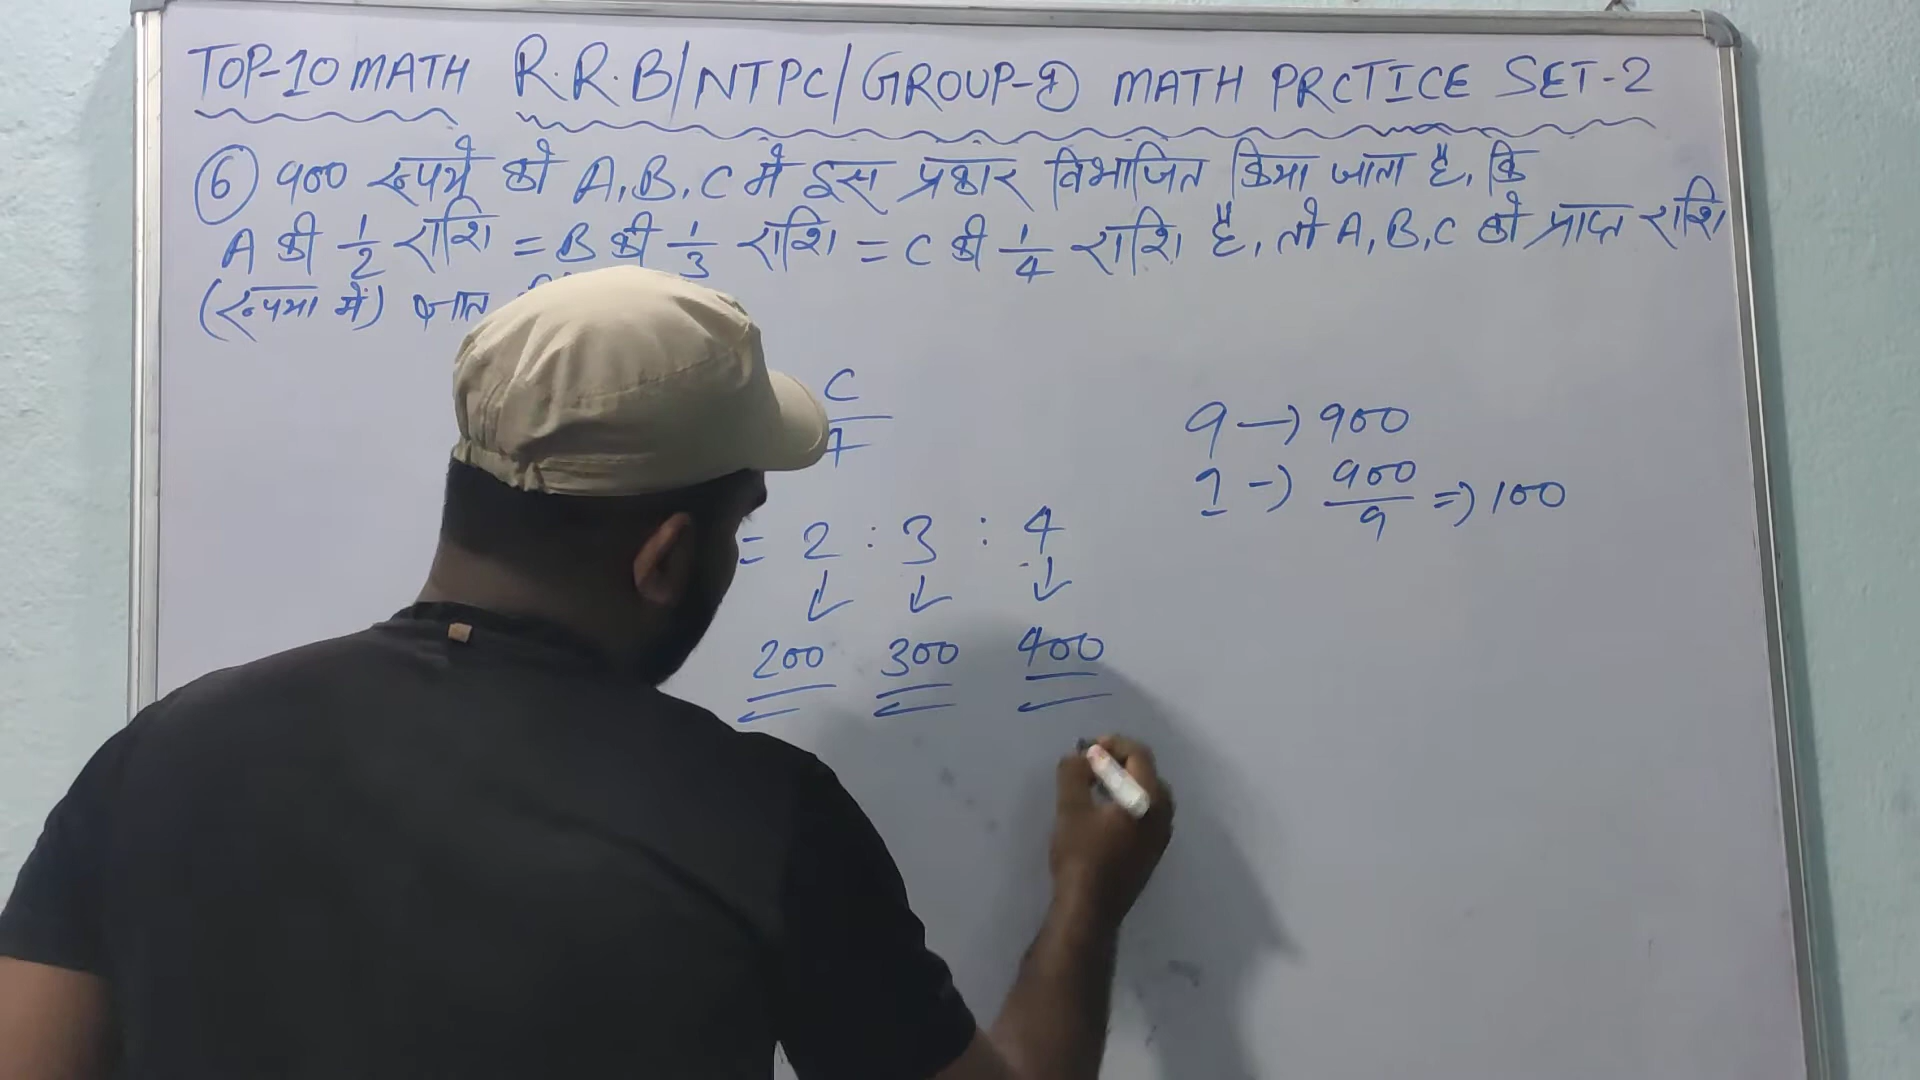 TOP-10 MATH R.R.B/NTPC/GROUP-D MATH PRCTICE SET-2
6 900 रूपये को A, B, C में इस प्रकार विभाजित किया जाता है, कि
A की 1/2 राशि = B की 1/3 राशि = C की 1/4 राशि है, तो A, B, C को प्राप्त राशि
(रूपया में) ज्ञात
C
4
9 → 900
1 → 900/9 => 100
= 2 : 3 : 4
200 300 400